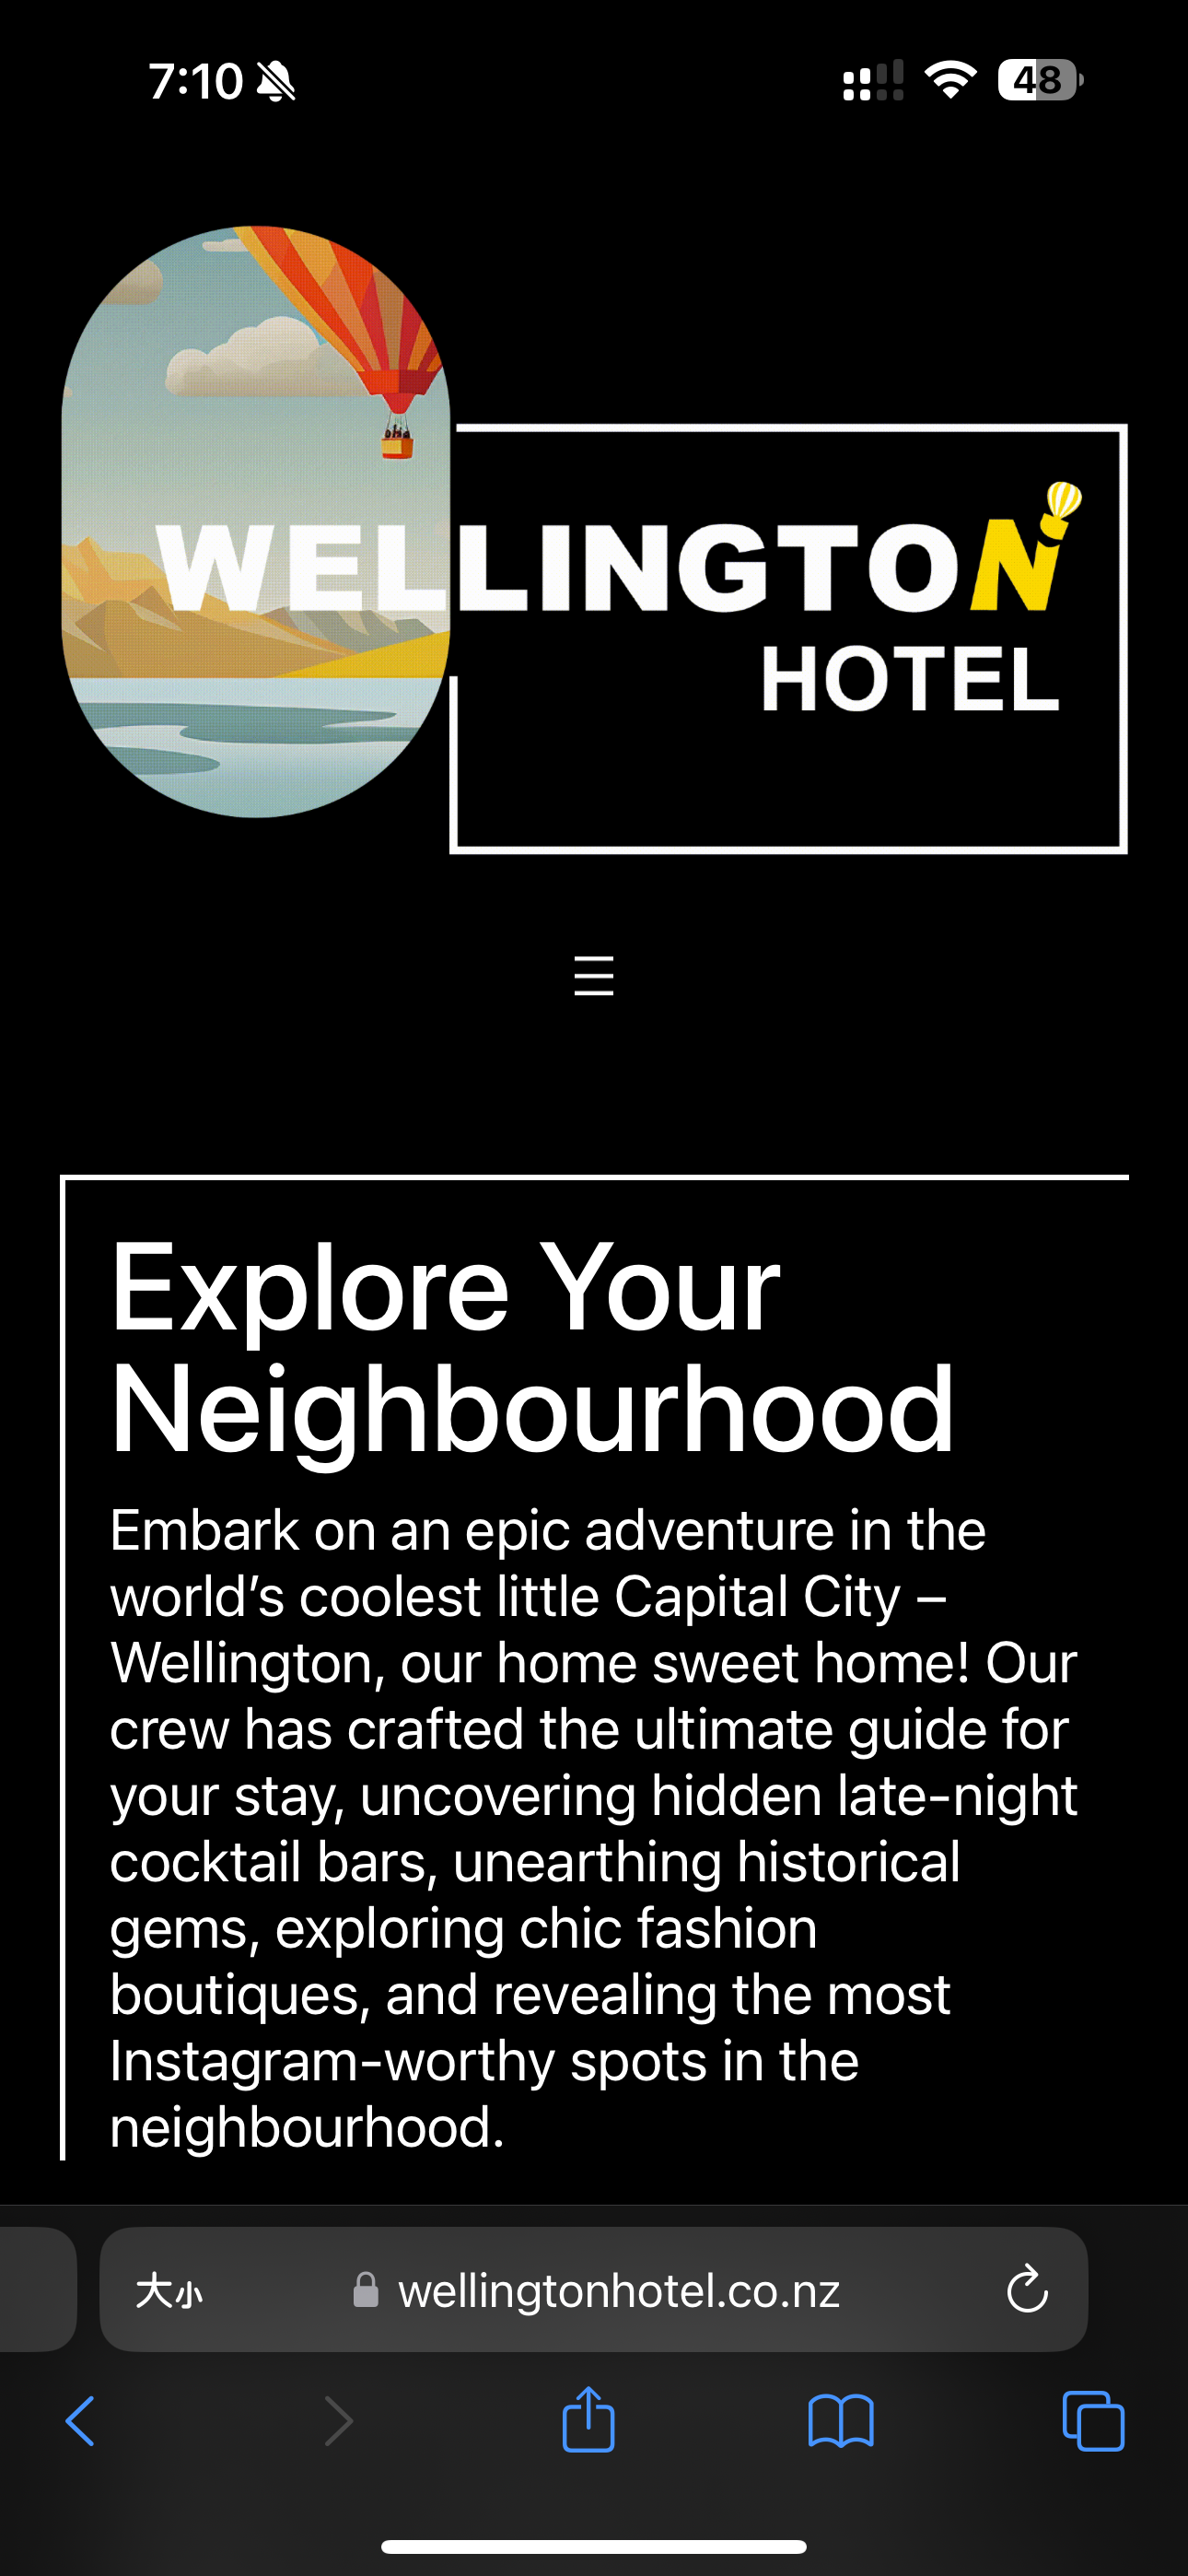 7:10
48
WELLINGTON
HOTEL
Explore Your
Neighbourhood
Embark on an epic adventure in the
world’s coolest little Capital City –
Wellington, our home sweet home! Our
crew has crafted the ultimate guide for
your stay, uncovering hidden late-night
cocktail bars, unearthing historical
gems, exploring chic fashion
boutiques, and revealing the most
Instagram-worthy spots in the
neighbourhood.
大小 wellingtonhotel.co.nz